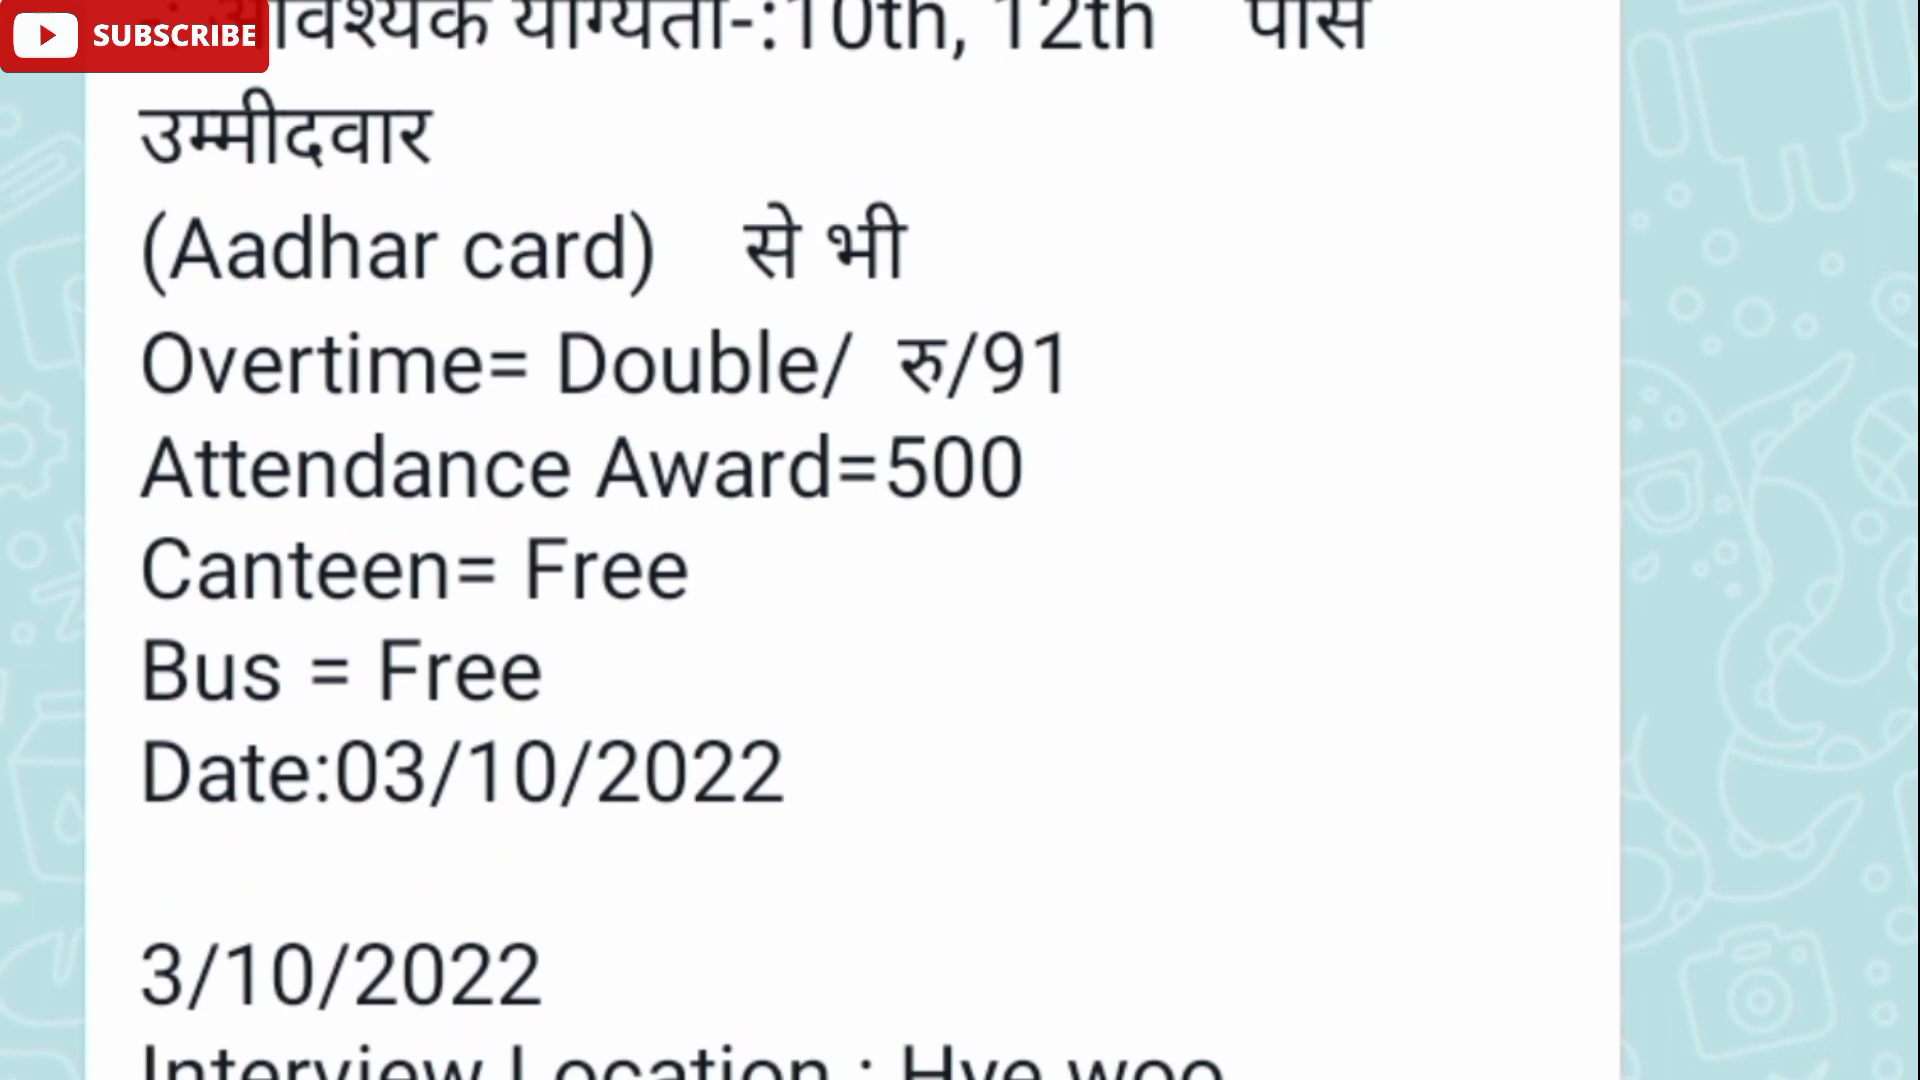 SUBSCRIBE
-: आवश्यक योग्यता-:10th, 12th पास
उम्मीदवार
(Aadhar card) से भी
Overtime= Double/ रु/91
Attendance Award=500
Canteen= Free
Bus = Free
Date:03/10/2022
3/10/2022
Interview Location : Hye woo